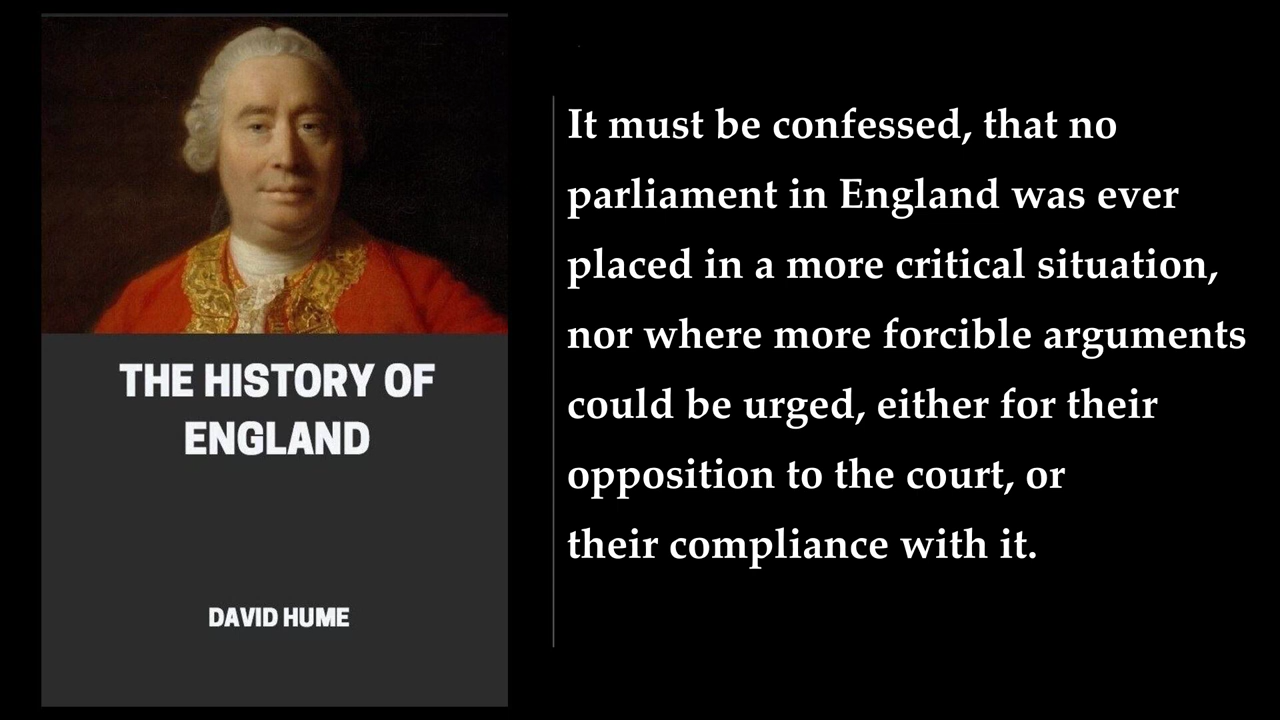 THE HISTORY OF
ENGLAND
DAVID HUME
It must be confessed, that no
parliament in England was ever
placed in a more critical situation,
nor where more forcible arguments
could be urged, either for their
opposition to the court, or
their compliance with it.